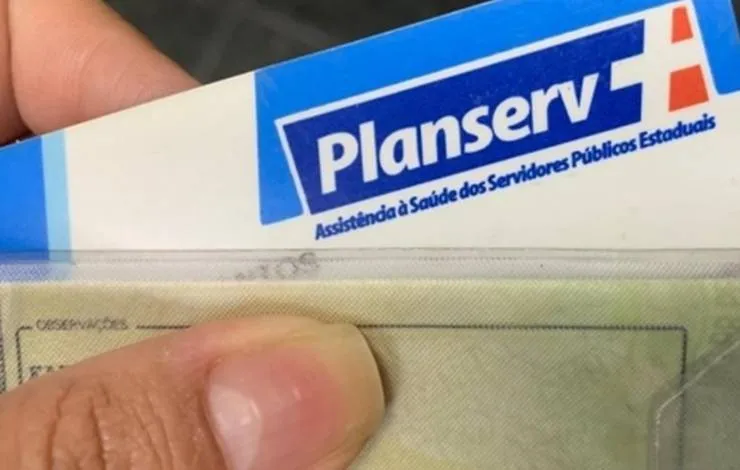 Planserv
Assistência à Saúde dos Servidores Públicos Estaduais
OBSERVAÇÕES